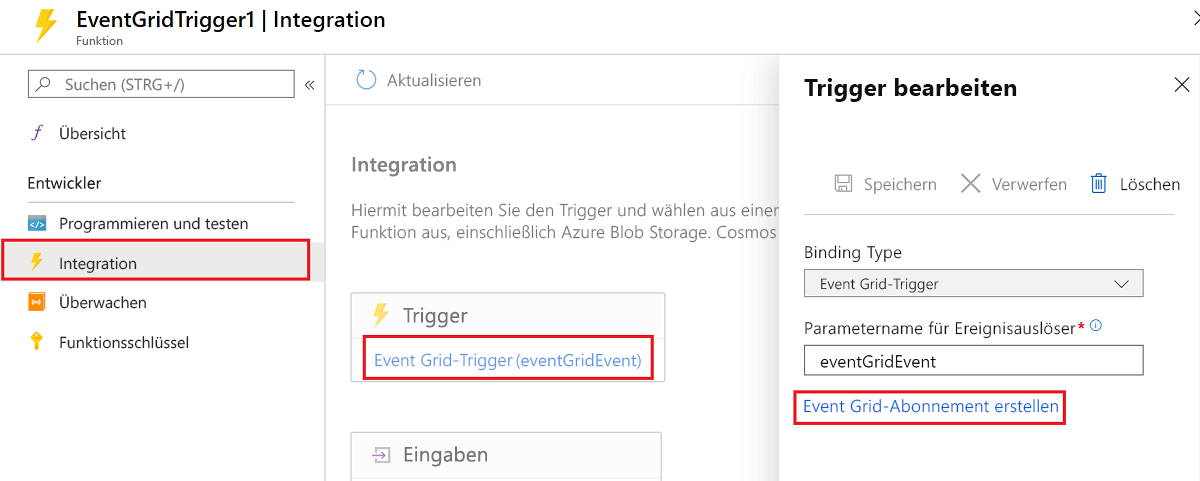 EventGridTrigger1 | Integration
Funktion
Suchen (STRG+/)
«
Übersicht
Entwickler
Programmieren und testen
Integration
Überwachen
Funktionsschlüssel
Aktualisieren
Integration
Hiermit bearbeiten Sie den Trigger und wählen aus einer
Funktion aus, einschließlich Azure Blob Storage. Cosmos
Trigger
Event Grid-Trigger (eventGridEvent)
Eingaben
Trigger bearbeiten
Speichern
Verwerfen
Löschen
Binding Type
Event Grid-Trigger
Parametername für Ereignisauslöser*
eventGridEvent
Event Grid-Abonnement erstellen